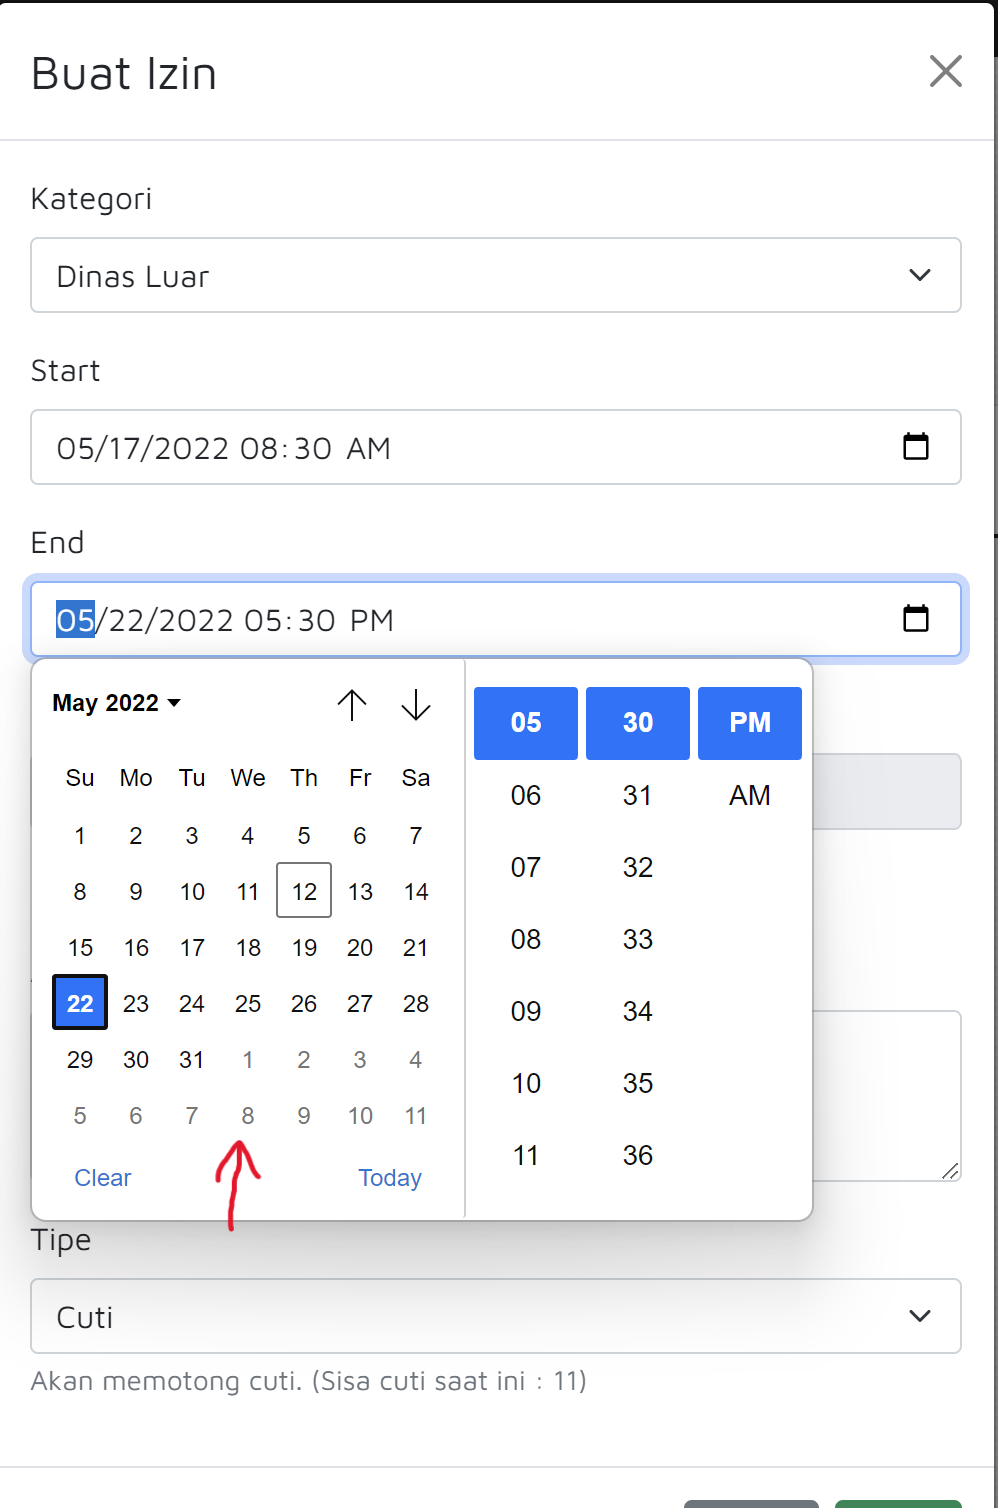 Buat Izin
Kategori
Dinas Luar
Start
05/17/2022 08:30 AM
End
05/22/2022 05:30 PM
May 2022
Su Mo Tu We Th Fr Sa
1 2 3 4 5 6 7
8 9 10 11 12 13 14
15 16 17 18 19 20 21
22 23 24 25 26 27 28
29 30 31 1 2 3 4
5 6 7 8 9 10 11
Clear Today
05 30 PM
06 31 AM
07 32
08 33
09 34
10 35
11 36
Tipe
Cuti
Akan memotong cuti. (Sisa cuti saat ini : 11)